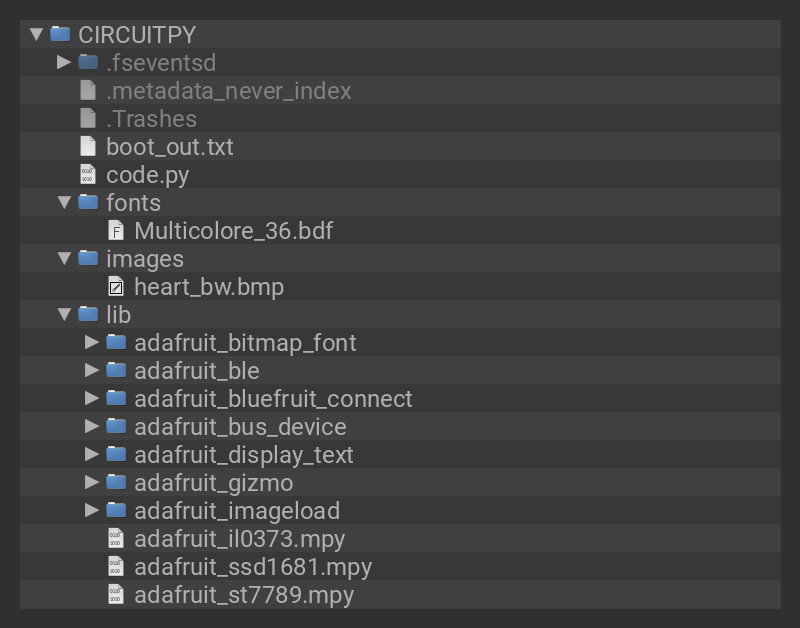 CIRCUITPY
.fseventsd
.metadata_never_index
.Trashes
boot_out.txt
code.py
fonts
Multicolore_36.bdf
images
heart_bw.bmp
lib
adafruit_bitmap_font
adafruit_ble
adafruit_bluefruit_connect
adafruit_bus_device
adafruit_display_text
adafruit_gizmo
adafruit_imageload
adafruit_il0373.mpy
adafruit_ssd1681.mpy
adafruit_st7789.mpy